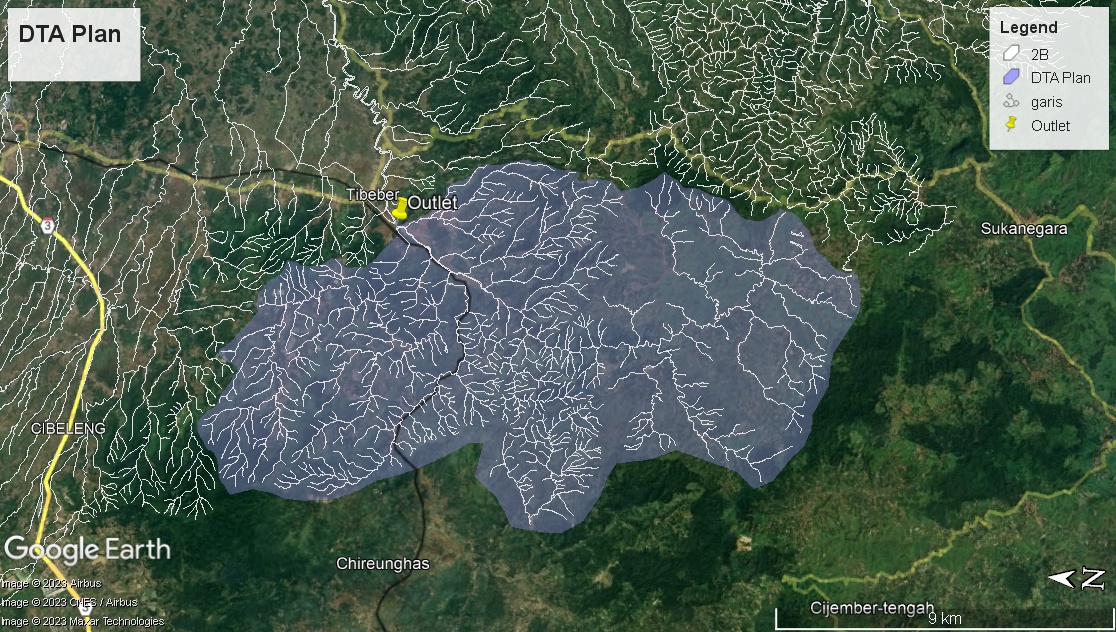 DTA Plan
Legend
2B
DTA Plan
garis
Outlet
3
Tibeber
Outlet
Sukanegara
CIBELENG
Google Earth
Chireunghas
Image © 2023 Airbus
Image © 2023 CNES / Airbus
Image © 2023 Maxar Technologies
Cijember-tengah
9 km
N